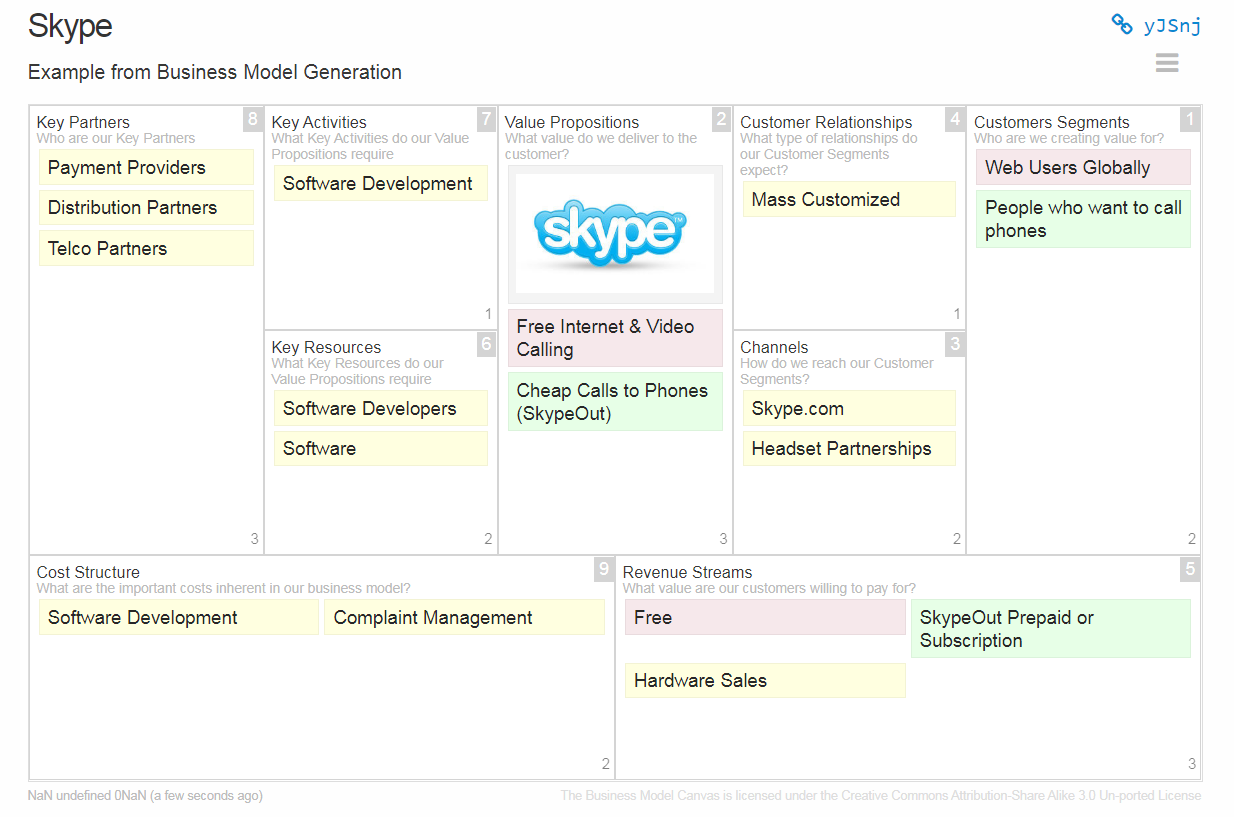 Skype
yJSnj
Example from Business Model Generation
Key Partners
8
Who are our Key Partners
Payment Providers
Distribution Partners
Telco Partners
3
Key Activities
7
What Key Activities do our Value
Propositions require
Software Development
1
Key Resources
6
What Key Resources do our
Value Propositions require
Software Developers
Software
2
Value Propositions
2
What value do we deliver to the
customer?
skype™
Free Internet & Video
Calling
Cheap Calls to Phones
(SkypeOut)
3
Customer Relationships
4
What type of relationships do
our Customer Segments
expect?
Mass Customized
1
Channels
3
How do we reach our Customer
Segments?
Skype.com
Headset Partnerships
2
Customers Segments
1
Who are we creating value for?
Web Users Globally
People who want to call
phones
2
Cost Structure
9
What are the important costs inherent in our business model?
Software Development
Complaint Management
2
Revenue Streams
5
What value are our customers willing to pay for?
Free
SkypeOut Prepaid or
Subscription
Hardware Sales
3
NaN undefined 0NaN (a few seconds ago)
The Business Model Canvas is licensed under the Creative Commons Attribution-Share Alike 3.0 Un-ported License